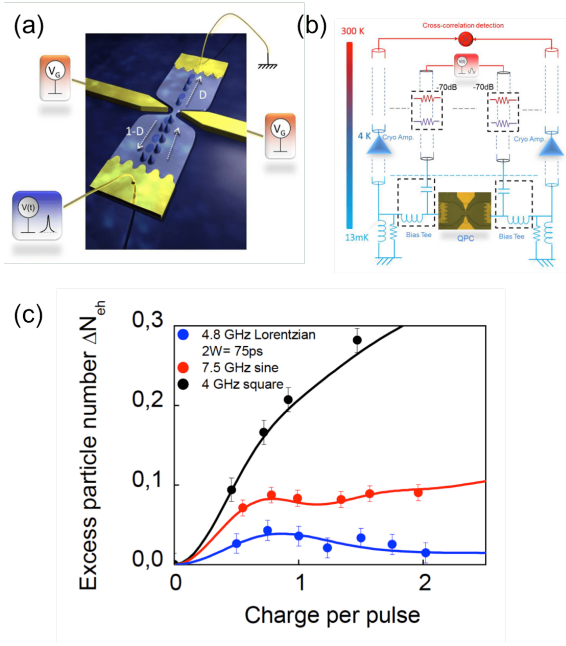 (a)
V_G
D
1-D
V_G
V(t)
(b)
300 K
Cross-correlation detection
V(t)
-70dB
-70dB
Cryo Amp.
4 K
Cryo Amp.
13mK
Bias Tee
QPC
Bias Tee
(c)
Excess particle number ΔN_eh
0,3
0,2
0,1
0,0
4.8 GHz Lorentzian
2W= 75ps
7.5 GHz sine
4 GHz square
0
1
2
Charge per pulse